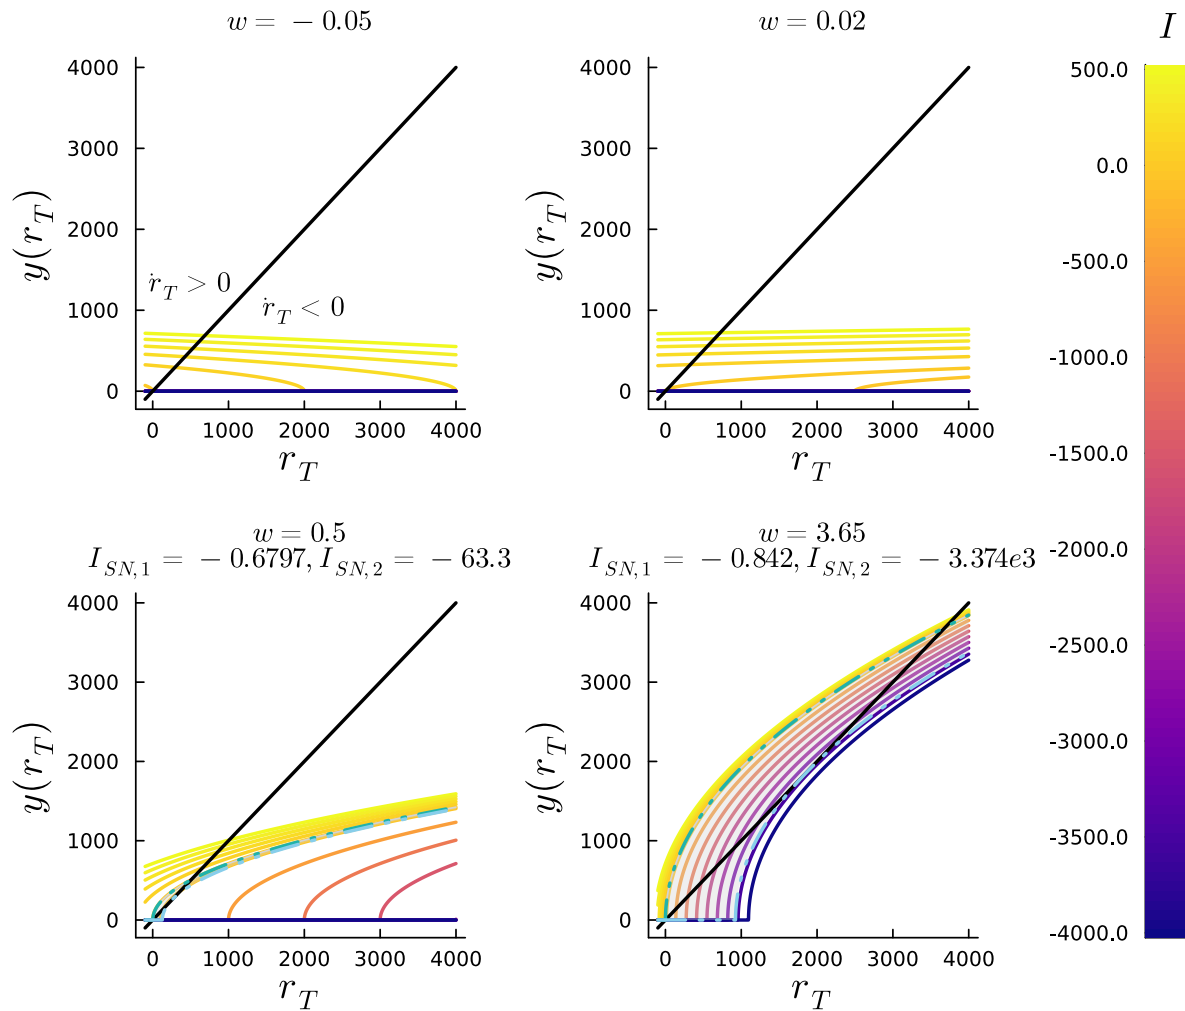 w = − 0.05
w = 0.02
I
4000
3000
2000
1000
0
y(r_T)
ṙ_T > 0
ṙ_T < 0
0 1000 2000 3000 4000
r_T
4000
3000
2000
1000
0
y(r_T)
0 1000 2000 3000 4000
r_T
500.0
0.0
-500.0
-1000.0
-1500.0
-2000.0
-2500.0
-3000.0
-3500.0
-4000.0
w = 0.5
I_{SN,1} = − 0.6797, I_{SN,2} = − 63.3
4000
3000
2000
1000
0
y(r_T)
0 1000 2000 3000 4000
r_T
w = 3.65
I_{SN,1} = − 0.842, I_{SN,2} = − 3.374e3
4000
3000
2000
1000
0
y(r_T)
0 1000 2000 3000 4000
r_T